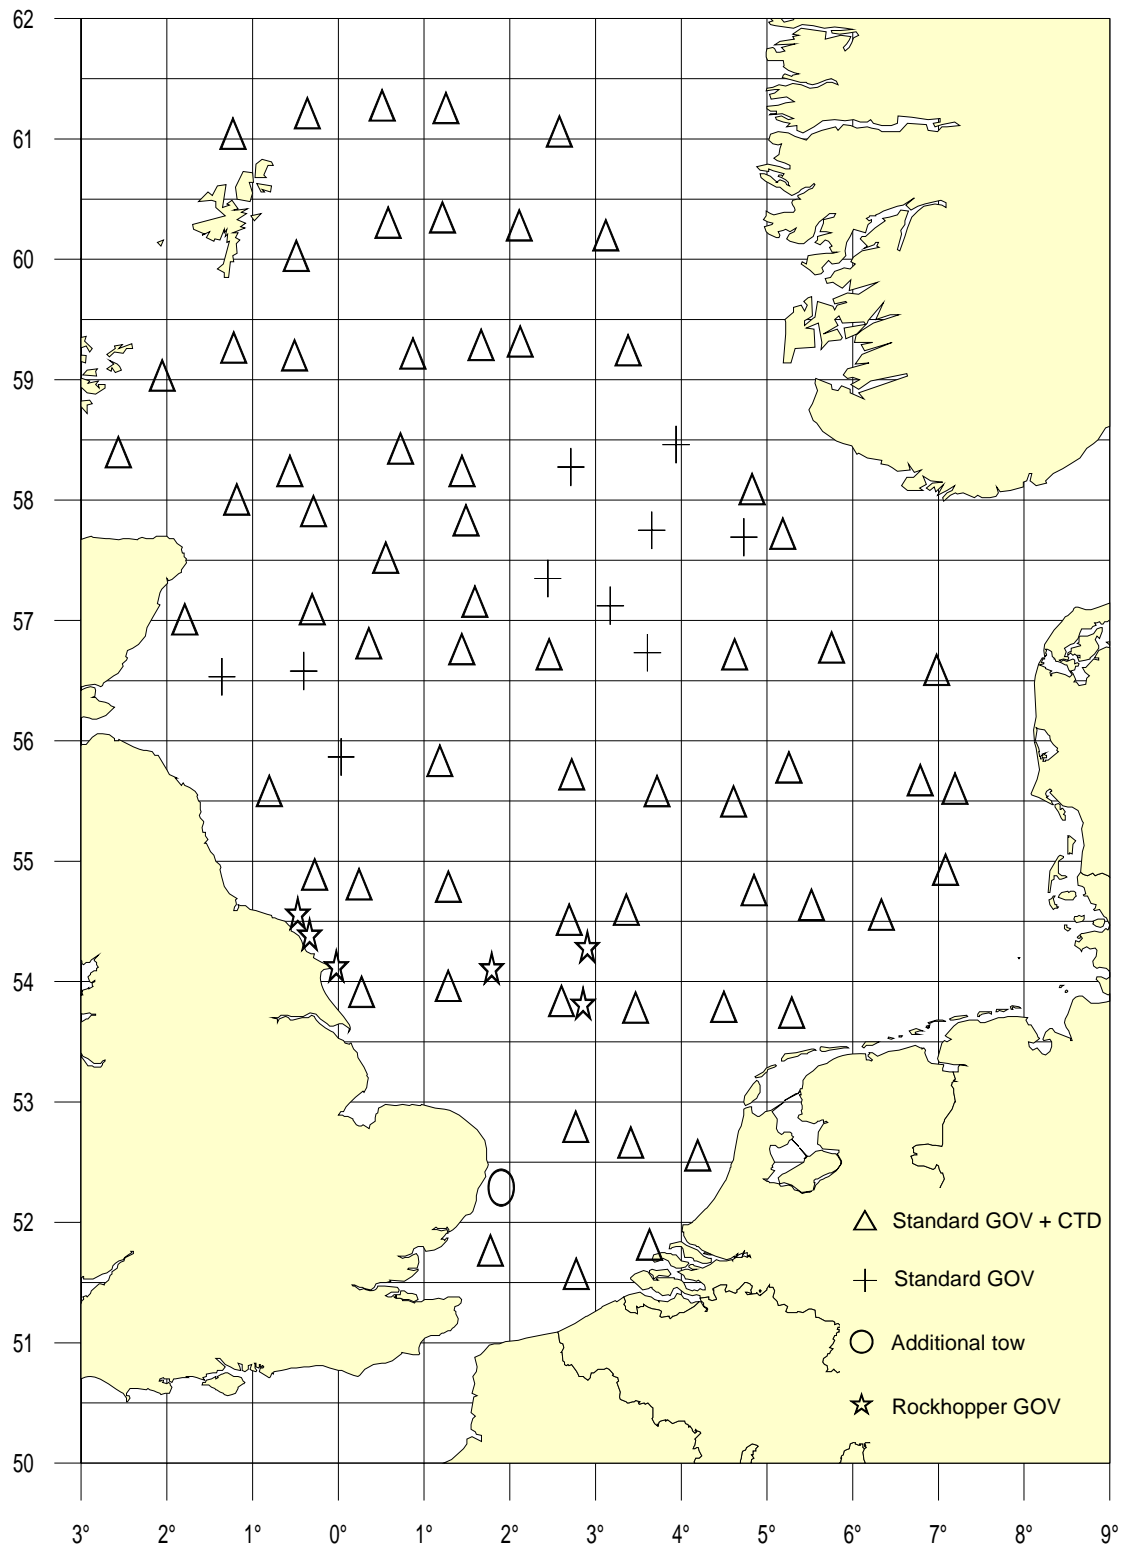 62
61
60
59
58
57
56
55
54
53
52
51
50
Standard GOV + CTD
Standard GOV
Additional tow
Rockhopper GOV
3° 2° 1° 0° 1° 2° 3° 4° 5° 6° 7° 8° 9°